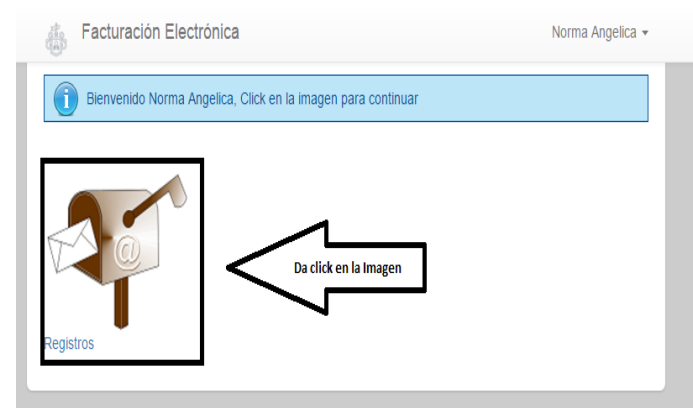 Facturación Electrónica
Norma Angelica
Bienvenido Norma Angelica, Click en la imagen para continuar
@
Da click en la Imagen
Registros